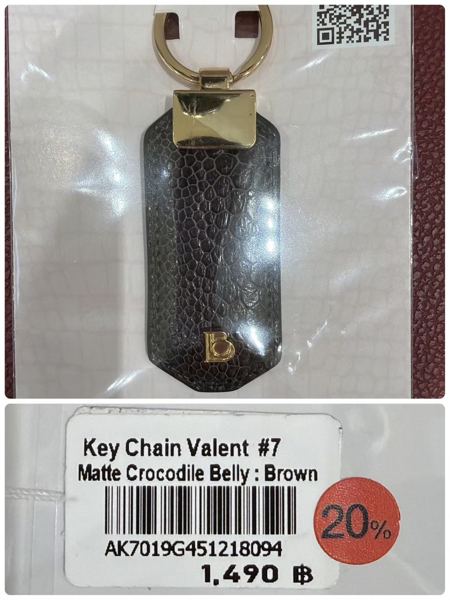 B
Key Chain Valent #7
Matte Crocodile Belly : Brown
AK7019G451218094
1,490 ฿
20%